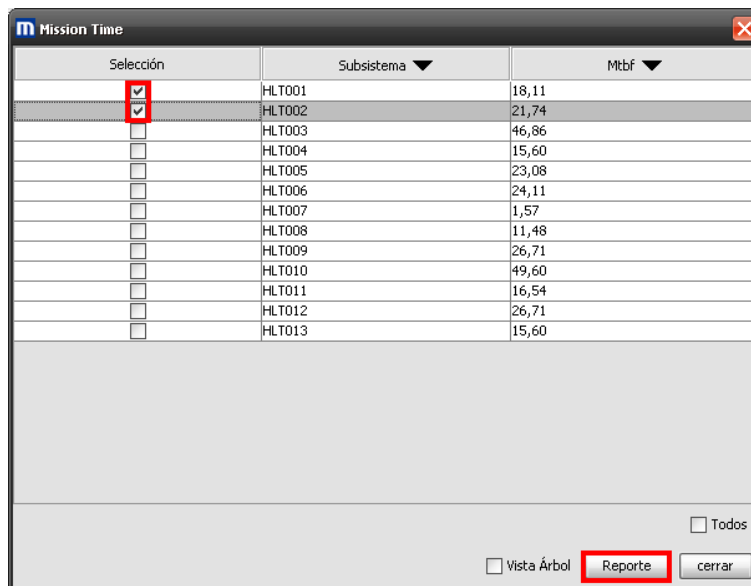 m Mission Time
Selección Subsistema Mtbf
HLT001 18,11
HLT002 21,74
HLT003 46,86
HLT004 15,60
HLT005 23,08
HLT006 24,11
HLT007 1,57
HLT008 11,48
HLT009 26,71
HLT010 49,60
HLT011 16,54
HLT012 26,71
HLT013 15,60
Todos
Vista Árbol Reporte cerrar